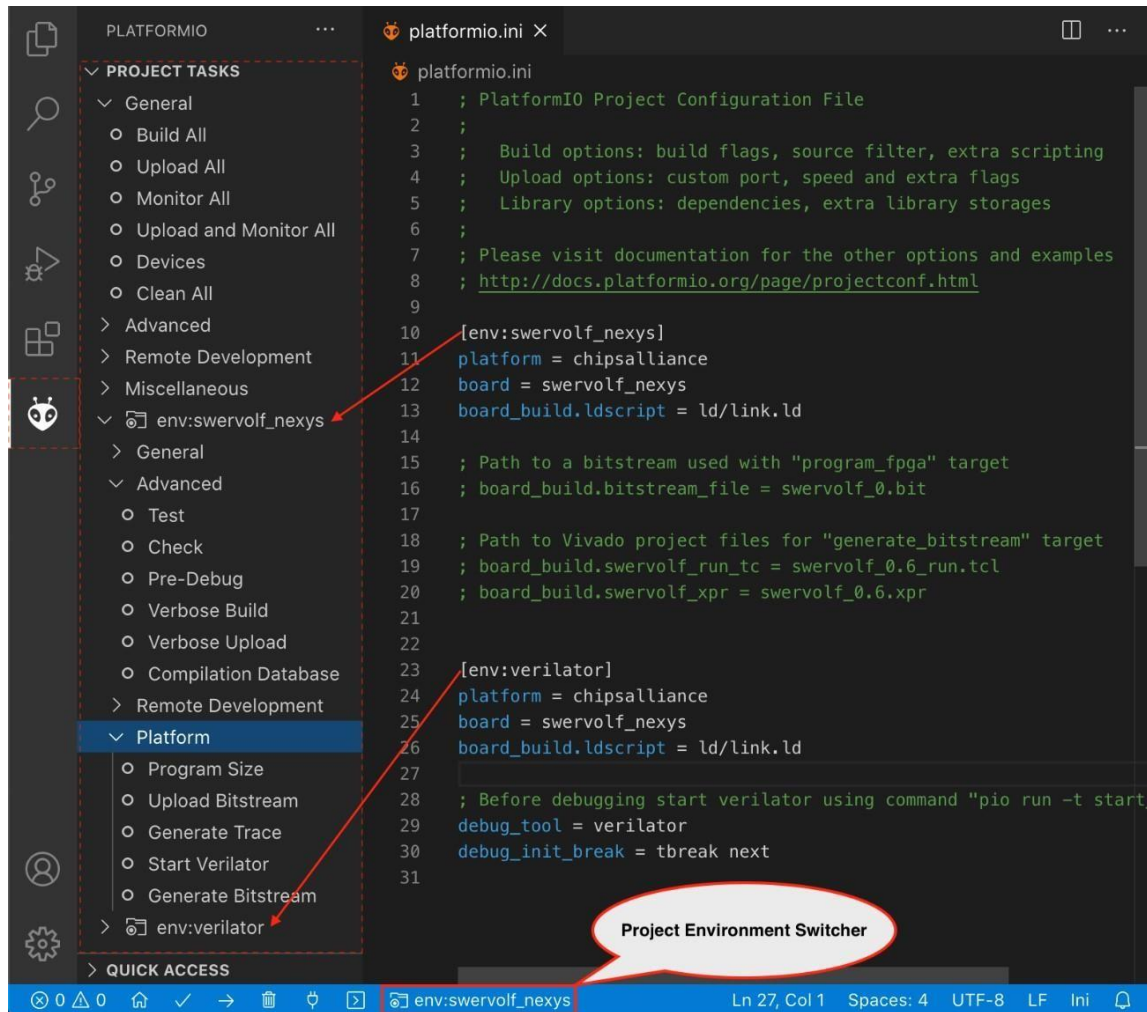 PLATFORMIO
PROJECT TASKS
General
Build All
Upload All
Monitor All
Upload and Monitor All
Devices
Clean All
Advanced
Remote Development
Miscellaneous
env:swervolf_nexys
General
Advanced
Test
Check
Pre-Debug
Verbose Build
Verbose Upload
Compilation Database
Remote Development
Platform
Program Size
Upload Bitstream
Generate Trace
Start Verilator
Generate Bitstream
env:verilator
QUICK ACCESS
platformio.ini
platformio.ini
1 ; PlatformIO Project Configuration File
2 ;
3 ;   Build options: build flags, source filter, extra scripting
4 ;   Upload options: custom port, speed and extra flags
5 ;   Library options: dependencies, extra library storages
6 ;
7 ; Please visit documentation for the other options and examples
8 ; http://docs.platformio.org/page/projectconf.html
9
10 [env:swervolf_nexys]
11 platform = chipsalliance
12 board = swervolf_nexys
13 board_build.ldscript = ld/link.ld
14
15 ; Path to a bitstream used with "program_fpga" target
16 ; board_build.bitstream_file = swervolf_0.bit
17
18 ; Path to Vivado project files for "generate_bitstream" target
19 ; board_build.swervolf_run_tc = swervolf_0.6_run.tcl
20 ; board_build.swervolf_xpr = swervolf_0.6.xpr
21
22
23 [env:verilator]
24 platform = chipsalliance
25 board = swervolf_nexys
26 board_build.ldscript = ld/link.ld
27
28 ; Before debugging start verilator using command "pio run -t start_
29 debug_tool = verilator
30 debug_init_break = tbreak next
31
Project Environment Switcher
0 0 env:swervolf_nexys Ln 27, Col 1 Spaces: 4 UTF-8 LF Ini